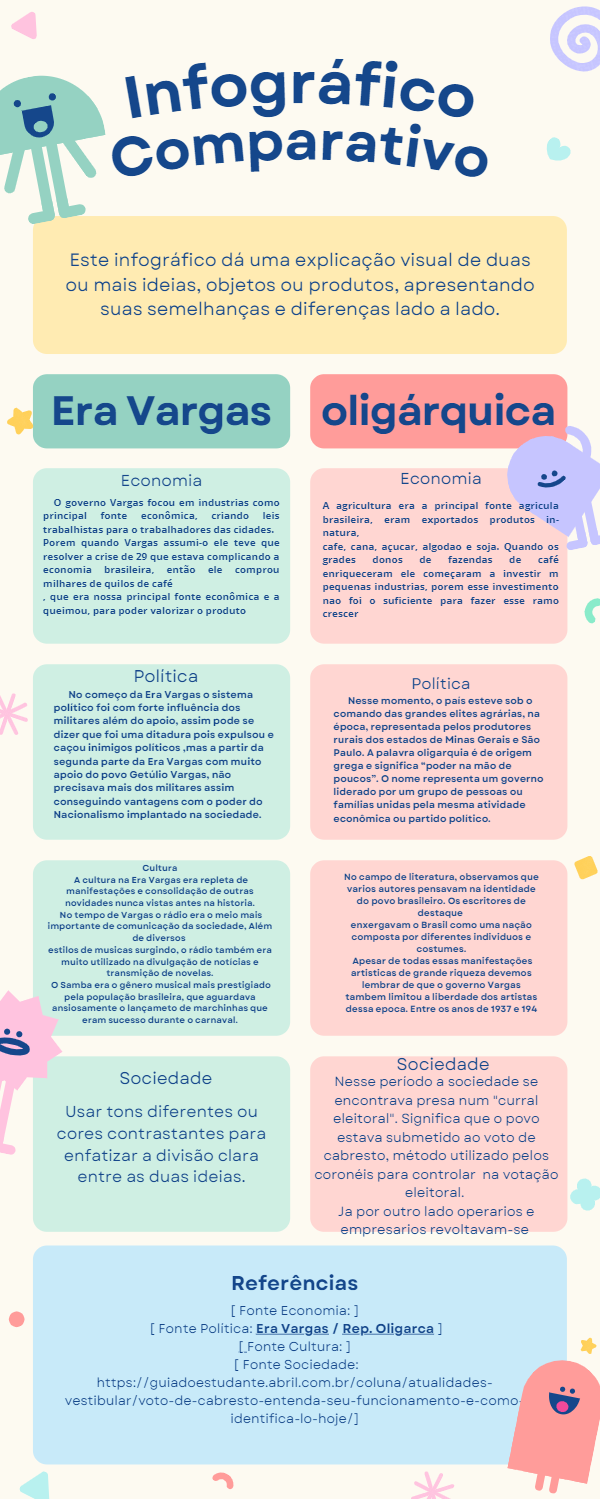 Infográfico
Comparativo
Este infográfico dá uma explicação visual de duas
ou mais ideias, objetos ou produtos, apresentando
suas semelhanças e diferenças lado a lado.
Era Vargas
oligárquica
Economia
O governo Vargas focou em industrias como
principal fonte econônica, criando leis
trabalhistas para o trabalhadores das cidades.
Porem quando Vargas assumi-o ele teve que
resolver a crise de 29 que estava complicando a
economia brasileira, então ele comprou
milhares de quilos de café
, que era nossa principal fonte econômica e a
queimou, para poder valorizar o produto
Economia
A agricultura era a principal fonte agricula
brasileira, eram exportados produtos in-
natura,
cafe, cana, açucar, algodao e soja. Quando os
grades donos de fazendas de café
enriqueceram ele começaram a investir m
pequenas industrias, porem esse investimento
nao foi o suficiente para fazer esse ramo
crescer
Política
No começo da Era Vargas o sistema
político foi com forte influência dos
militares além do apoio, assim pode se
dizer que foi uma ditadura pois expulsou e
caçou inimigos políticos ,mas a partir da
segunda parte da Era Vargas com muito
apoio do povo Getúlio Vargas, não
precisava mais dos militares assim
conseguindo vantagens com o poder do
Nacionalismo implantado na sociedade.
Política
Nesse momento, o país esteve sob o
comando das grandes elites agrárias, na
época, representada pelos produtores
rurais dos estados de Minas Gerais e São
Paulo. A palavra oligarquia é de origem
grega e significa “poder na mão de
poucos”. O nome representa um governo
liderado por um grupo de pessoas ou
famílias unidas pela mesma atividade
econômica ou partido político.
Cultura
A cultura na Era Vargas era repleta de
manifestações e consolidação de outras
novidades nunca vistas antes na historia.
No tempo de Vargas o rádio era o meio mais
importante de comunicação da sociedade, Além
de diversos
estilos de musicas surgindo, o rádio também era
muito utilizado na divulgação de notícias e
transmição de novelas.
O Samba era o gênero musical mais prestigiado
pela população brasileira, que aguardava
ansiosamente o lançameto de marchinhas que
eram sucesso durante o carnaval.
No campo de literatura, observamos que
varios autores pensavam na identidade
do povo brasileiro. Os escritores de
destaque
enxergavam o Brasil como uma nação
composta por diferentes individuos e
costumes.
Apesar de todas essas manifestações
artisticas de grande riqueza devemos
lembrar de que o governo Vargas
tambem limitou a liberdade dos artistas
dessa epoca. Entre os anos de 1937 e 194
Sociedade
Usar tons diferentes ou
cores contrastantes para
enfatizar a divisão clara
entre as duas ideias.
Sociedade
Nesse periodo a sociedade se
encontrava presa num "curral
eleitoral". Significa que o povo
estava submetido ao voto de
cabresto, método utilizado pelos
coronéis para controlar na votação
eleitoral.
Ja por outro lado operarios e
empresarios revoltavam-se
Referências
[ Fonte Economia: ]
[ Fonte Política: Era Vargas / Rep. Oligarca ]
[ Fonte Cultura: ]
[ Fonte Sociedade:
https://guiadoestudante.abril.com.br/coluna/atualidades-
vestibular/voto-de-cabresto-entenda-seu-funcionamento-e-como-
identifica-lo-hoje/]